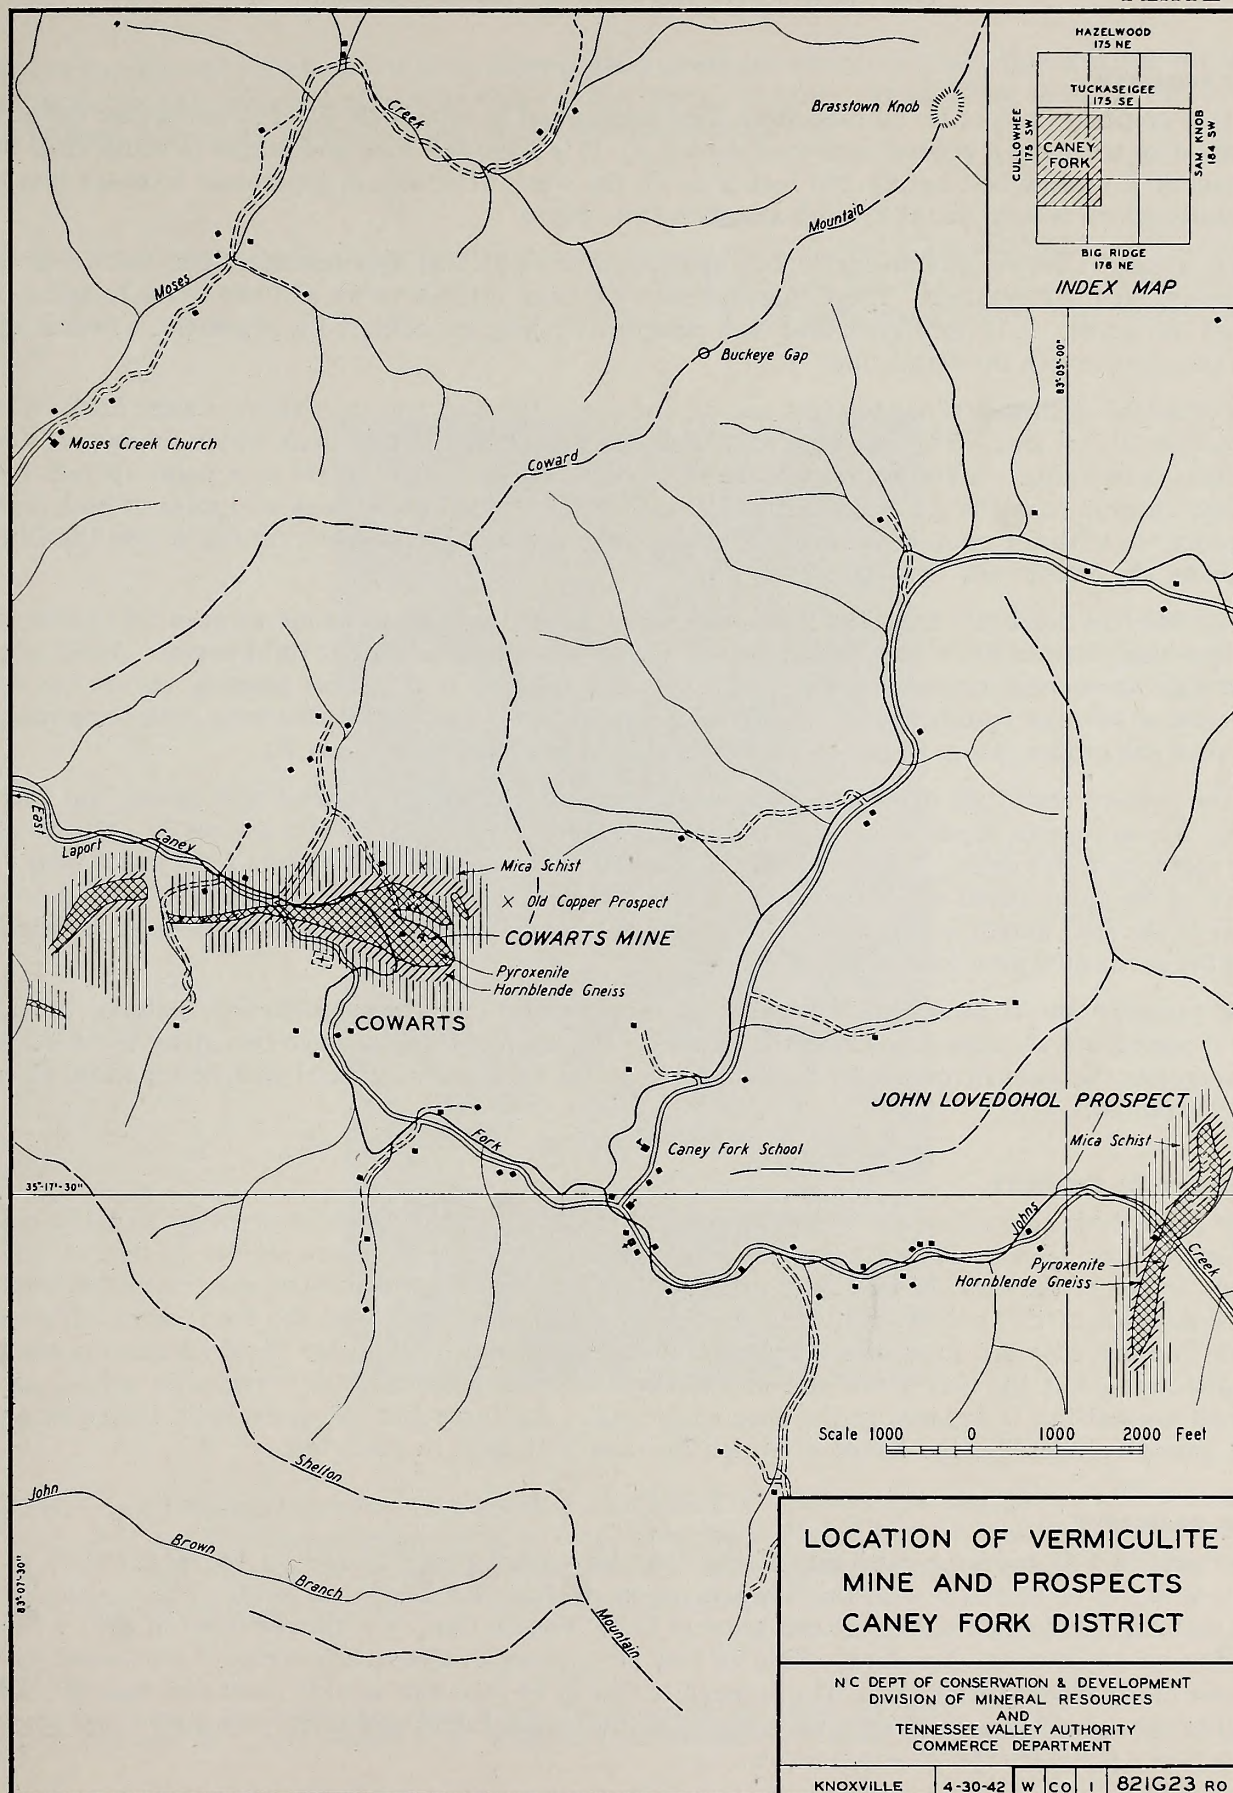 HAZELWOOD
175 NE
TUCKASEIGEE
175 SE
CULLOWHEE
175 SW
CANEY
FORK
SAM KNOB
184 SW
BIG RIDGE
176 NE
INDEX MAP
Creek
Brasstown Knob
Mountain
Moses
Buckeye Gap
83°-05'-00"
Moses Creek Church
Coward
East
Laport
Caney
Mica Schist
X Old Copper Prospect
COWARTS MINE
Pyroxenite
Hornblende Gneiss
COWARTS
JOHN LOVEDOHOL PROSPECT
Mica Schist
Fork
Caney Fork School
35°-17'-30"
Johns
Creek
Pyroxenite
Hornblende Gneiss
Scale 1000 0 1000 2000 Feet
Shelton
John
Brown
Branch
Mountain
83°-07'-30"
LOCATION OF VERMICULITE
MINE AND PROSPECTS
CANEY FORK DISTRICT
N C DEPT OF CONSERVATION & DEVELOPMENT
DIVISION OF MINERAL RESOURCES
AND
TENNESSEE VALLEY AUTHORITY
COMMERCE DEPARTMENT
KNOXVILLE 4-30-42 W CO 1 821G23 RO